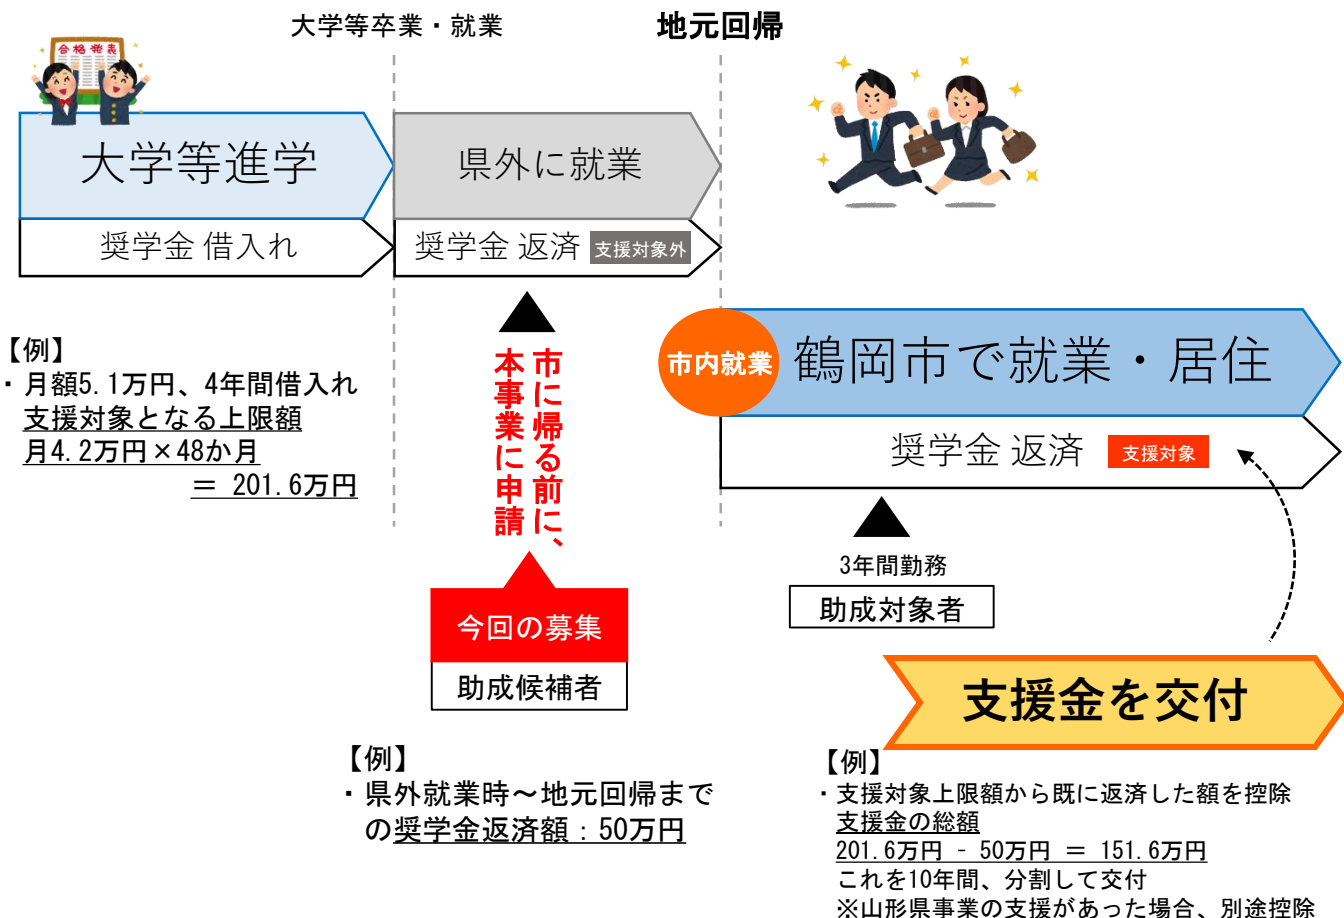 大学等卒業・就業
地元回帰
合格発表
大学等進学
県外に就業
奨学金 借入れ
奨学金 返済
支援対象外
【例】
・月額5.1万円、4年間借入れ
支援対象となる上限額
月4.2万円×48か月
＝ 201.6万円
市に帰る前に、
本事業に申請
今回の募集
助成候補者
【例】
・県外就業時～地元回帰まで
の奨学金返済額：50万円
市内就業
鶴岡市で就業・居住
奨学金 返済
支援対象
3年間勤務
助成対象者
支援金を交付
【例】
・支援対象上限額から既に返済した額を控除
支援金の総額
201.6万円 － 50万円 ＝ 151.6万円
これを10年間、分割して交付
※山形県事業の支援があった場合、別途控除